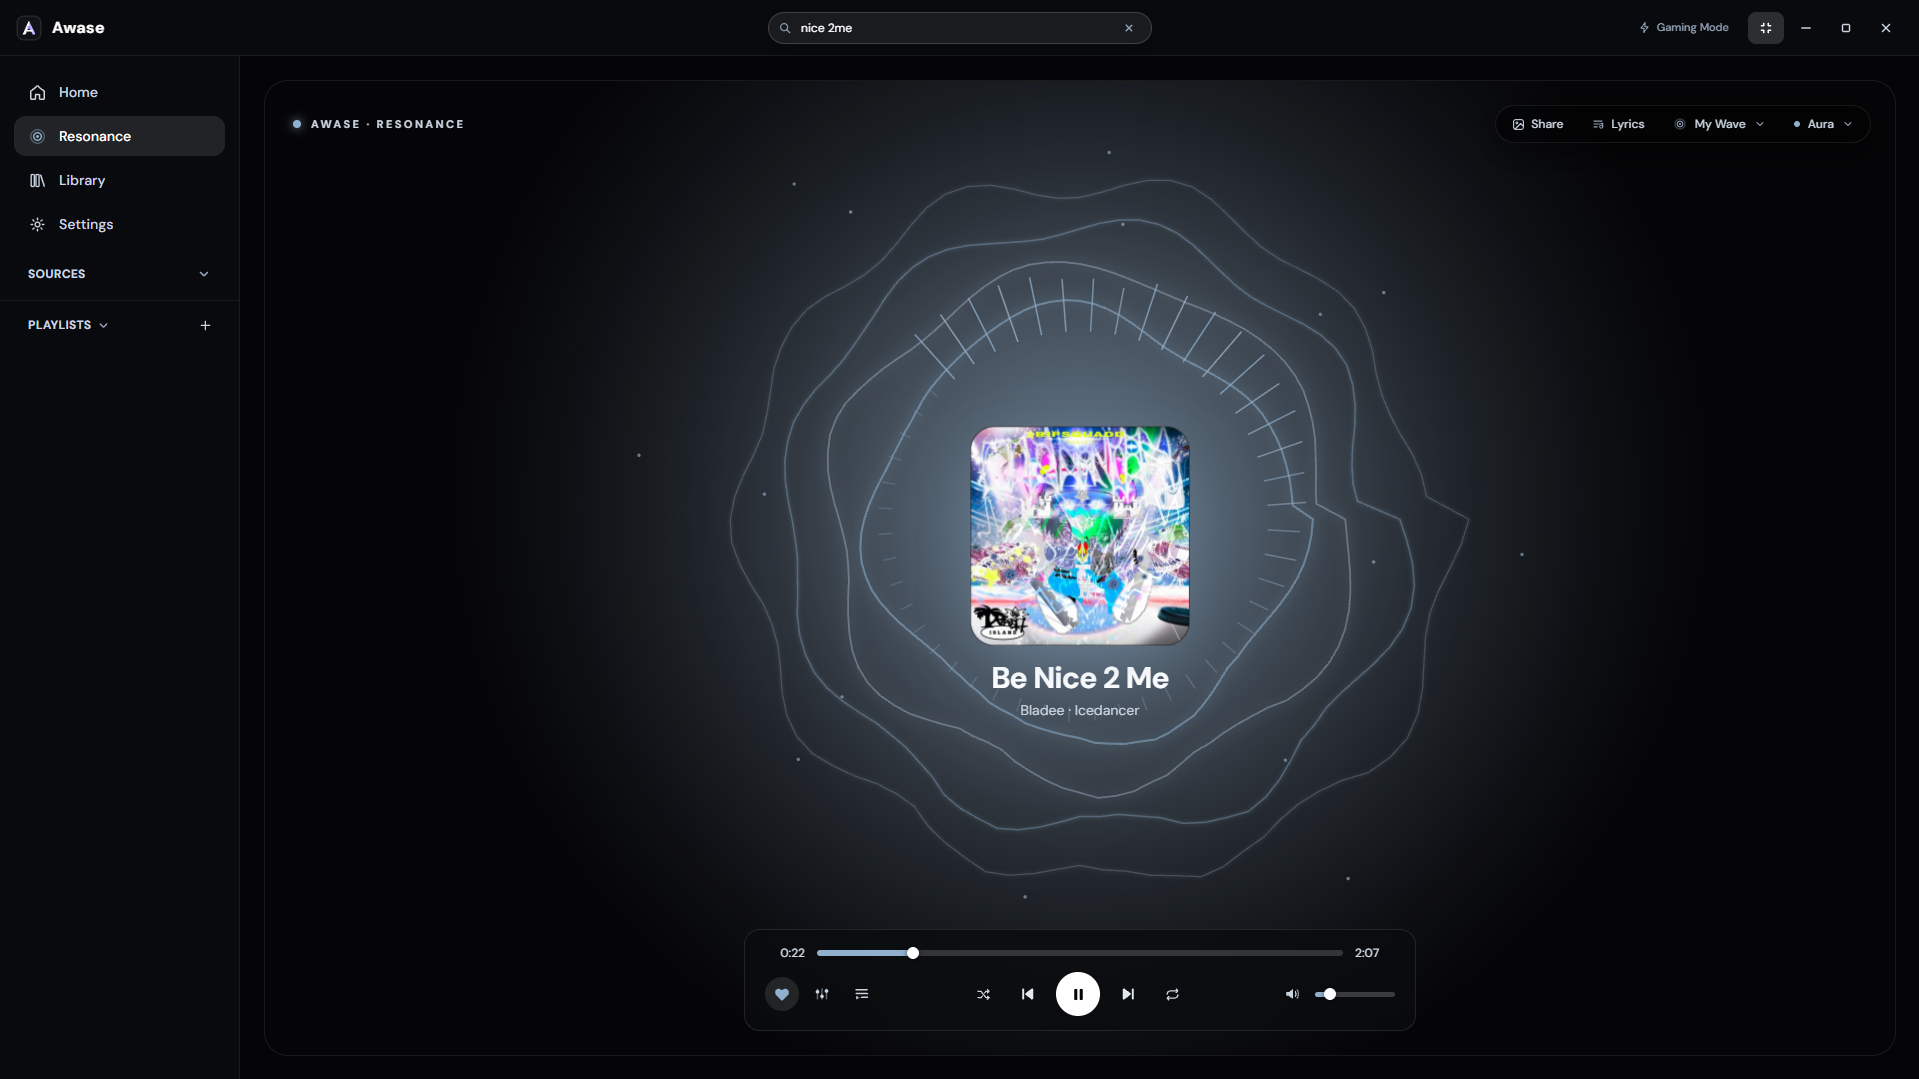 Awase
nice 2me
Gaming Mode
Home
Resonance
Library
Settings
SOURCES
PLAYLISTS
AWASE · RESONANCE
Share
Lyrics
My Wave
Aura
ISLAND
Be Nice 2 Me
Bladee · Icedancer
0:22
2:07